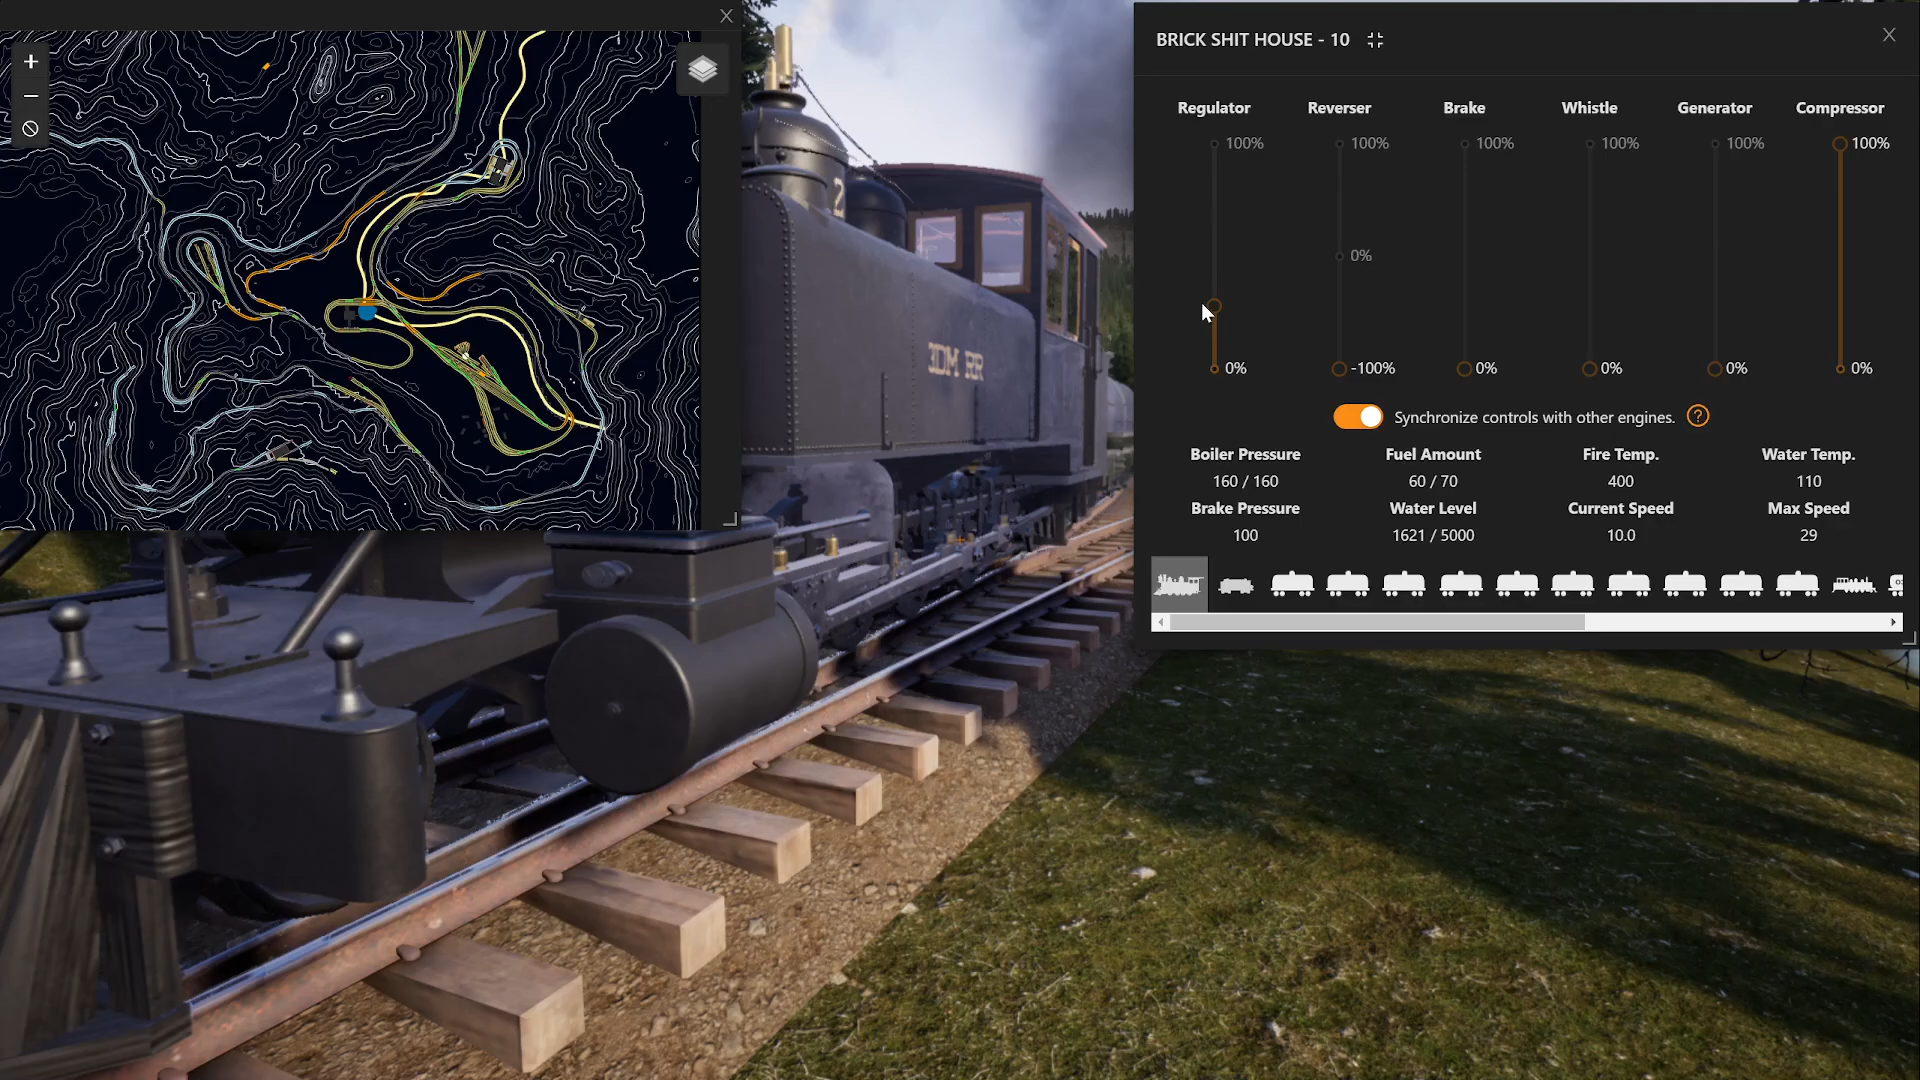 BRICK SHIT HOUSE - 10
Regulator Reverser Brake Whistle Generator Compressor
100% 100% 100% 100% 100% 100%
0%
0% -100% 0% 0% 0% 0%
Synchronize controls with other engines. ?
Boiler Pressure Fuel Amount Fire Temp. Water Temp.
160 / 160 60 / 70 400 110
Brake Pressure Water Level Current Speed Max Speed
100 1621 / 5000 10.0 29
2
3DM RR